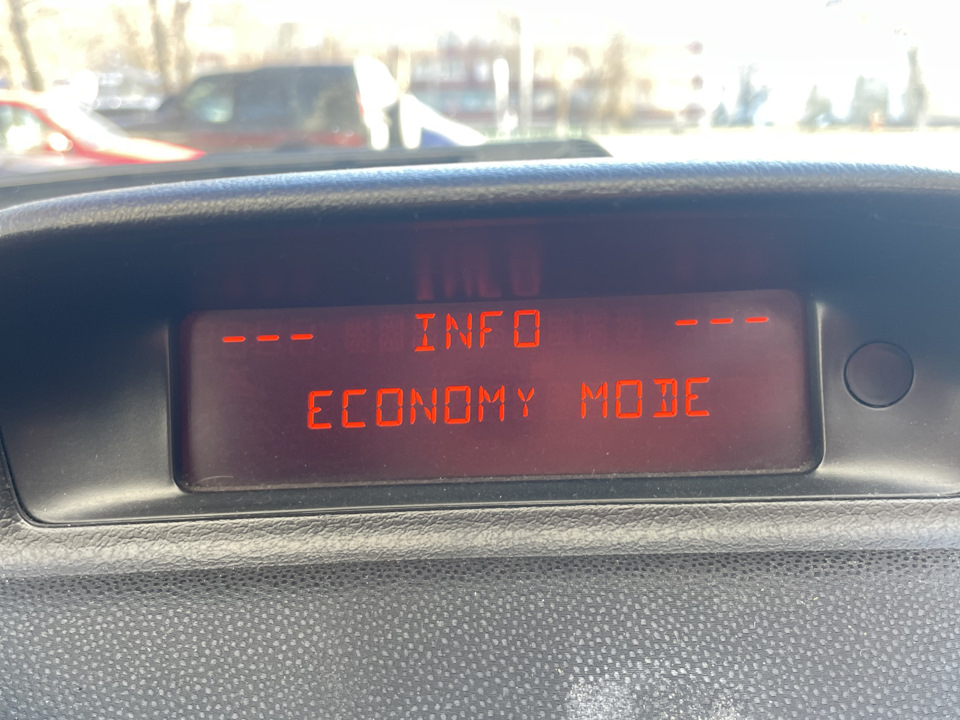 --- INFO ---
ECONOMY MODE